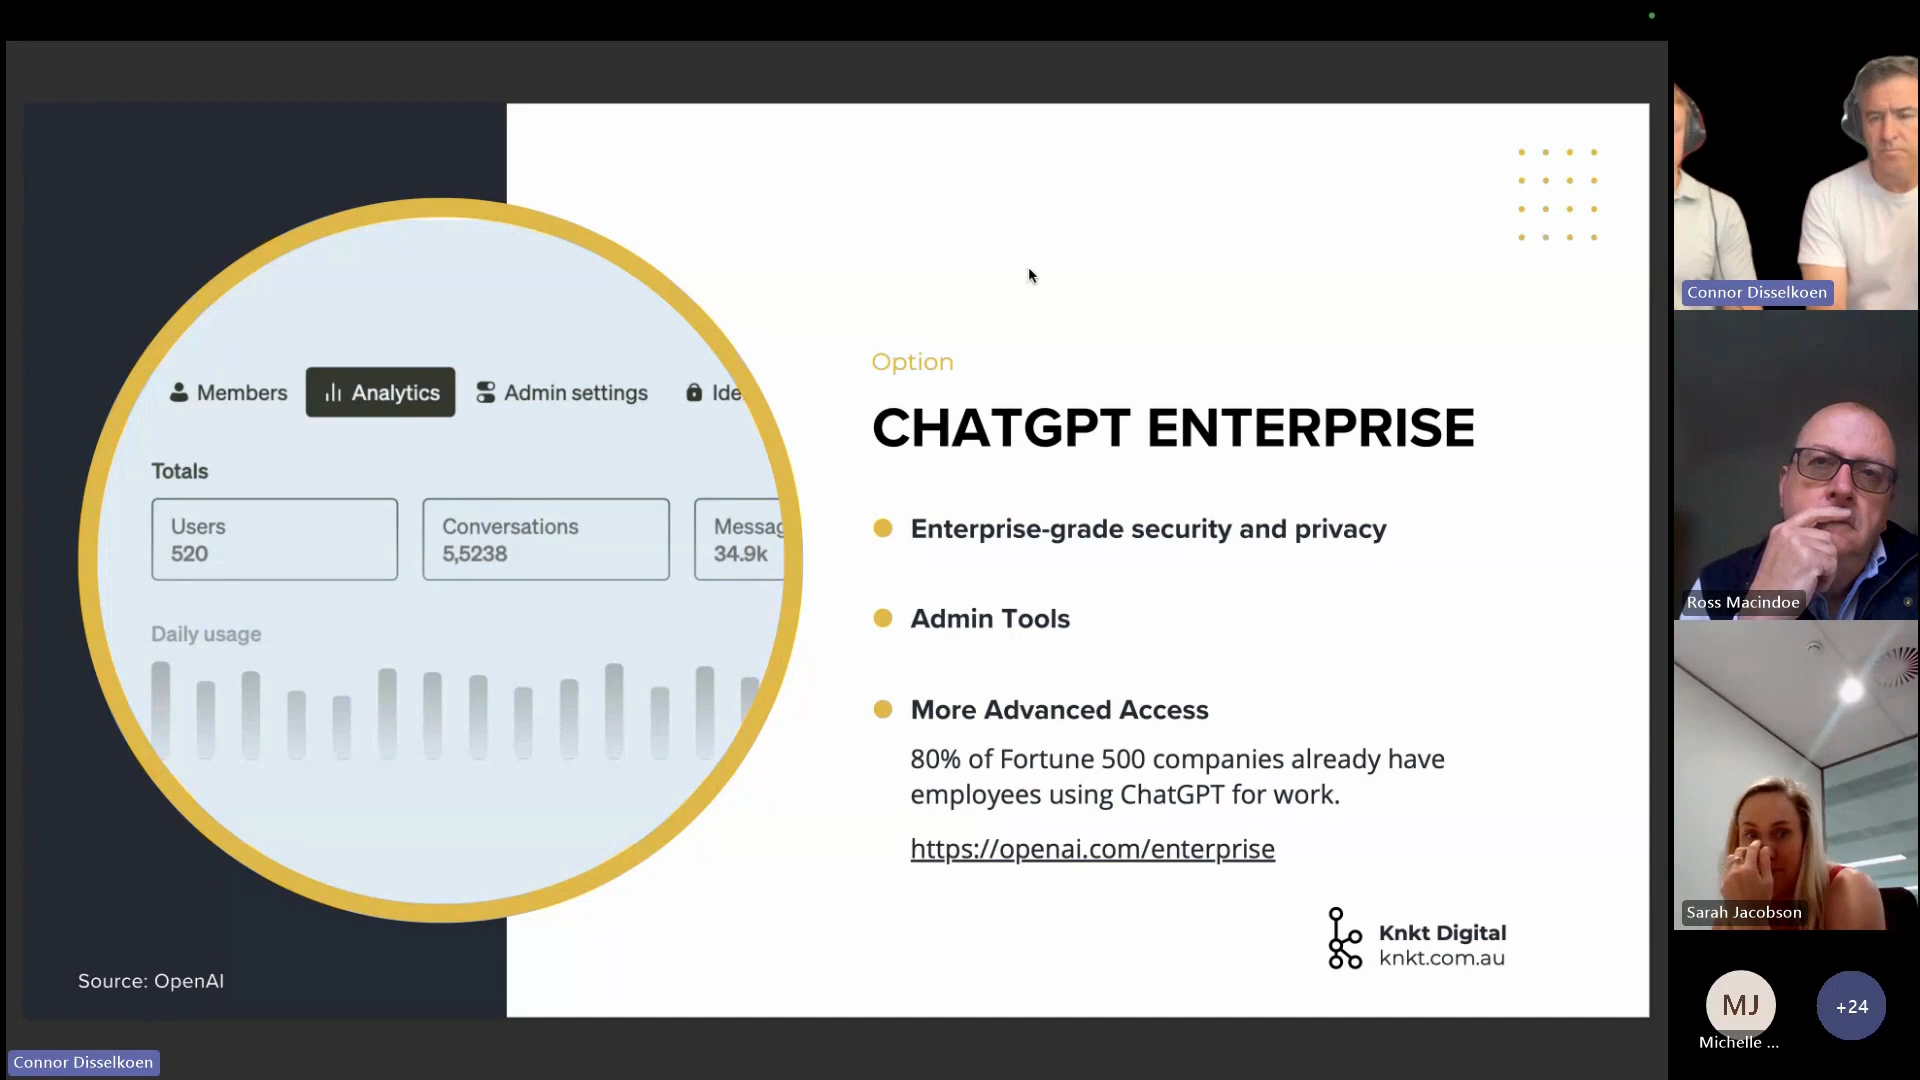 Option
CHATGPT ENTERPRISE
Enterprise-grade security and privacy
Admin Tools
More Advanced Access
80% of Fortune 500 companies already have
employees using ChatGPT for work.
https://openai.com/enterprise
Knkt Digital
knkt.com.au
Members
Analytics
Admin settings
Ide
Totals
Users
520
Conversations
5,5238
Messag
34.9k
Daily usage
Source: OpenAI
Connor Disselkoen
Connor Disselkoen
Ross Macindoe
Sarah Jacobson
MJ
Michelle ...
+24